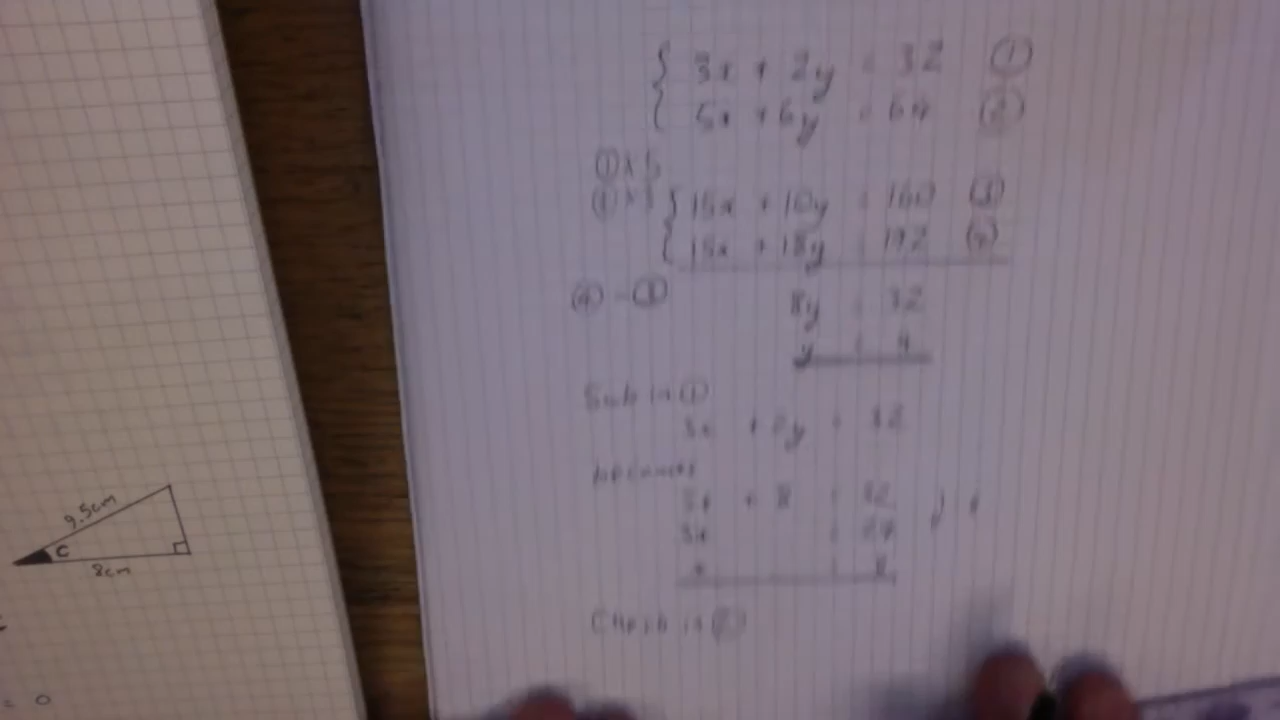 3x + 2y = 32 ①
5x + 6y = 64 ②
① x 5
15x + 10y = 160 ③
15x + 18y = 192 ④
④ - ③
8y = 32
y = 4
Sub in ①
3x + 2y = 32
becomes
3x + 8 = 32
3x = 24
x = 8
Check in ②
9.5cm
C
8cm
= 0